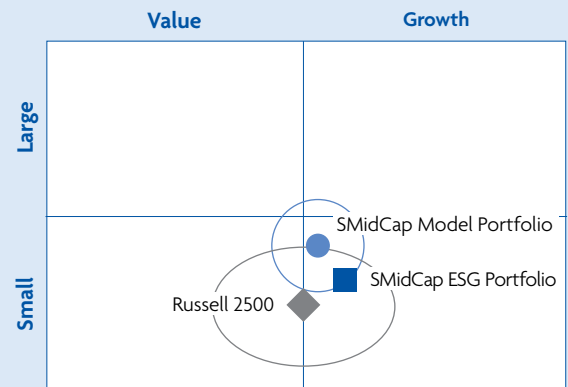 Value
Growth
Large
SMidCap Model Portfolio
SMidCap ESG Portfolio
Russell 2500
Small